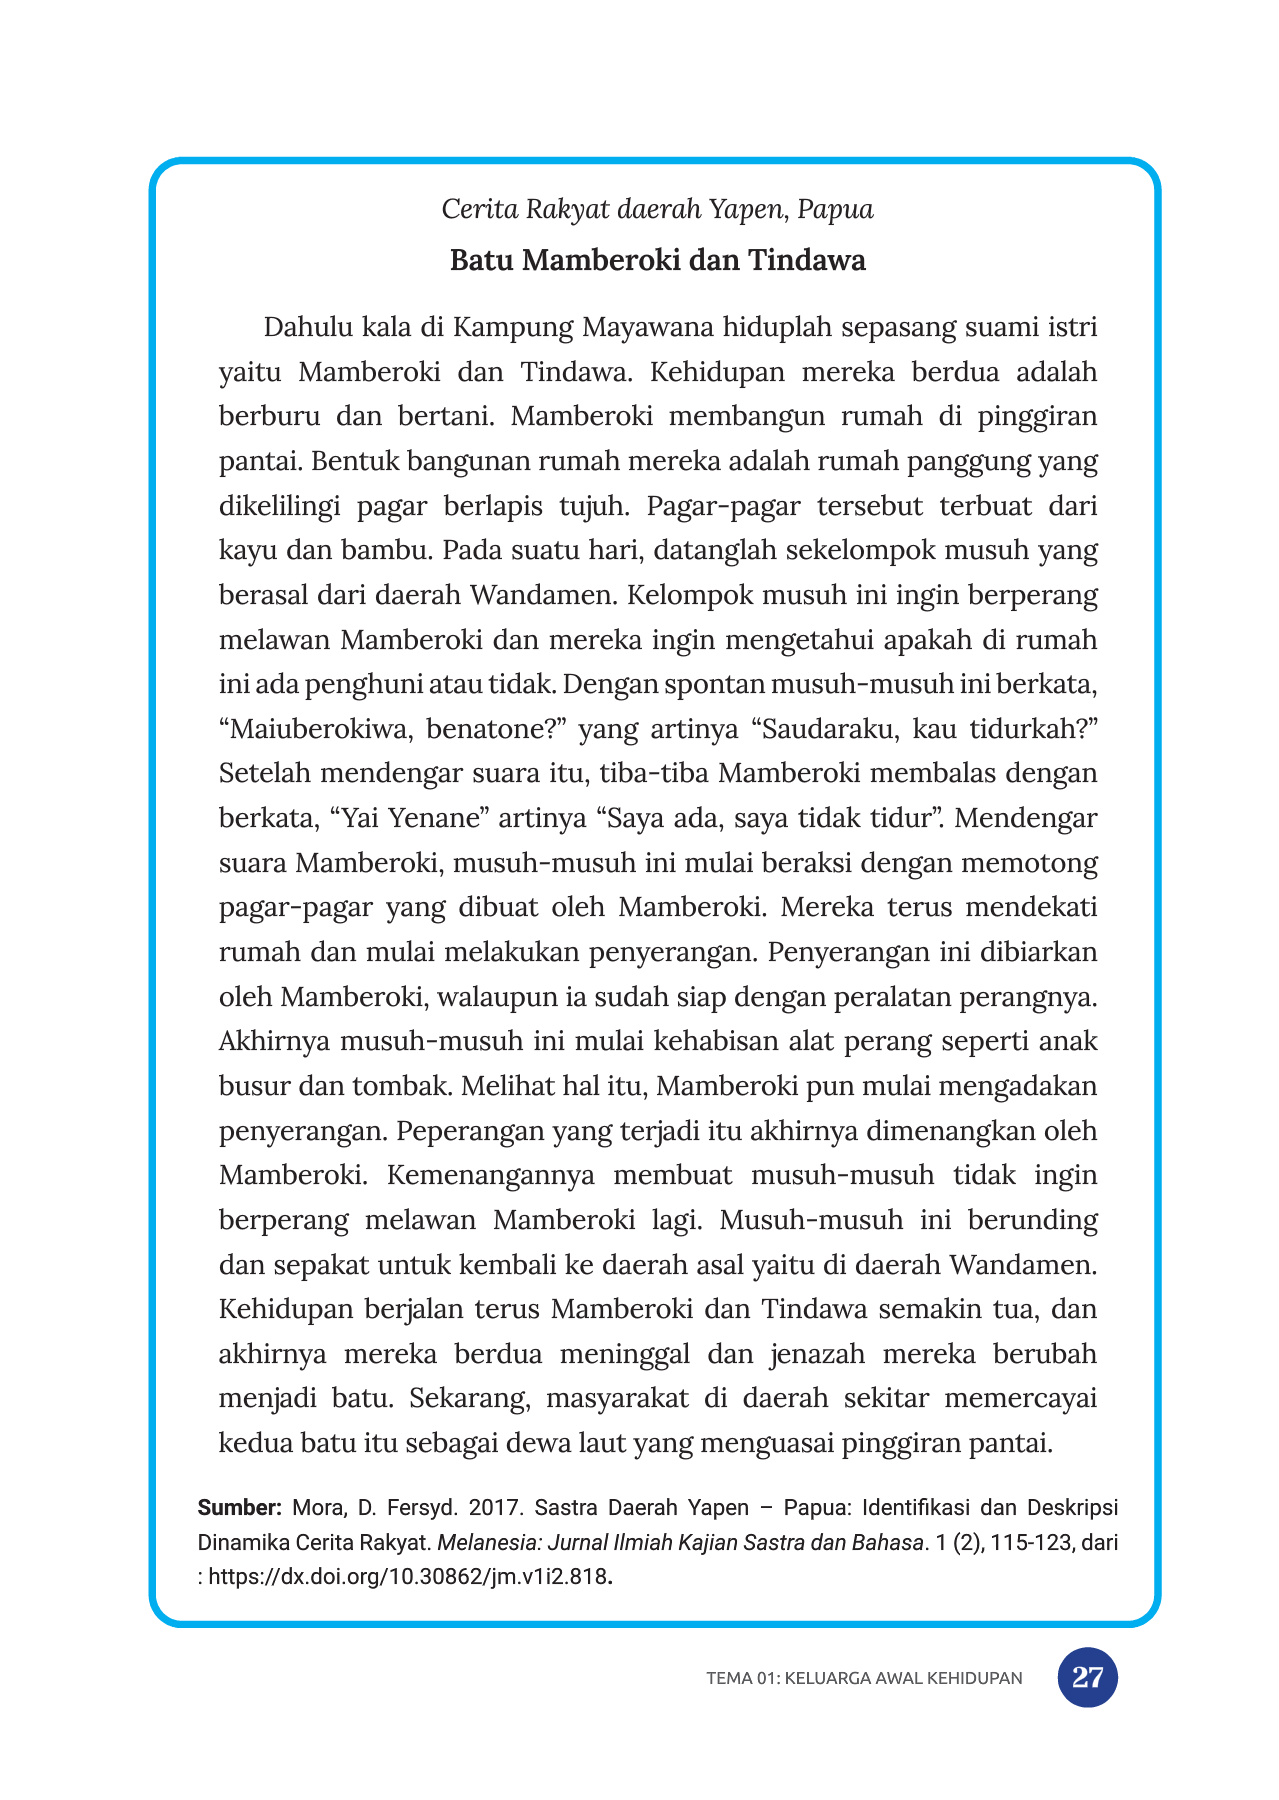 Cerita Rakyat daerah Yapen, Papua
Batu Mamberoki dan Tindawa
Dahulu kala di Kampung Mayawana hiduplah sepasang suami istri
yaitu Mamberoki dan Tindawa. Kehidupan mereka berdua adalah
berburu dan bertani. Mamberoki membangun rumah di pinggiran
pantai. Bentuk bangunan rumah mereka adalah rumah panggung yang
dikelilingi pagar berlapis tujuh. Pagar-pagar tersebut terbuat dari
kayu dan bambu. Pada suatu hari, datanglah sekelompok musuh yang
berasal dari daerah Wandamen. Kelompok musuh ini ingin berperang
melawan Mamberoki dan mereka ingin mengetahui apakah di rumah
ini ada penghuni atau tidak. Dengan spontan musuh-musuh ini berkata,
“Maiuberokiwa, benatone?” yang artinya “Saudaraku, kau tidurkah?”
Setelah mendengar suara itu, tiba-tiba Mamberoki membalas dengan
berkata, “Yai Yenane” artinya “Saya ada, saya tidak tidur”. Mendengar
suara Mamberoki, musuh-musuh ini mulai beraksi dengan memotong
pagar-pagar yang dibuat oleh Mamberoki. Mereka terus mendekati
rumah dan mulai melakukan penyerangan. Penyerangan ini dibiarkan
oleh Mamberoki, walaupun ia sudah siap dengan peralatan perangnya.
Akhirnya musuh-musuh ini mulai kehabisan alat perang seperti anak
busur dan tombak. Melihat hal itu, Mamberoki pun mulai mengadakan
penyerangan. Peperangan yang terjadi itu akhirnya dimenangkan oleh
Mamberoki. Kemenangannya membuat musuh-musuh tidak ingin
berperang melawan Mamberoki lagi. Musuh-musuh ini berunding
dan sepakat untuk kembali ke daerah asal yaitu di daerah Wandamen.
Kehidupan berjalan terus Mamberoki dan Tindawa semakin tua, dan
akhirnya mereka berdua meninggal dan jenazah mereka berubah
menjadi batu. Sekarang, masyarakat di daerah sekitar memercayai
kedua batu itu sebagai dewa laut yang menguasai pinggiran pantai.
Sumber: Mora, D. Fersyd. 2017. Sastra Daerah Yapen – Papua: Identifikasi dan Deskripsi
Dinamika Cerita Rakyat. Melanesia: Jurnal Ilmiah Kajian Sastra dan Bahasa. 1 (2), 115-123, dari
: https://dx.doi.org/10.30862/jm.v1i2.818.
TEMA 01: KELUARGA AWAL KEHIDUPAN 27